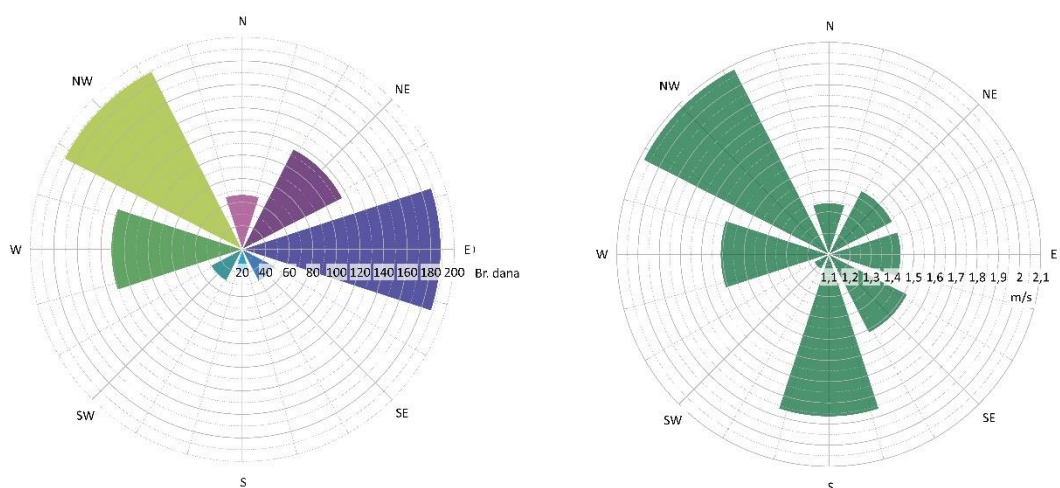 N
NW
NE
W
E
20 40 60 80 100 120 140 160 180 200 Br. dana
SW
SE
S
N
NW
NE
W
E
1,1 1,2 1,3 1,4 1,5 1,6 1,7 1,8 1,9 2 2,1
m/s
SW
SE
S